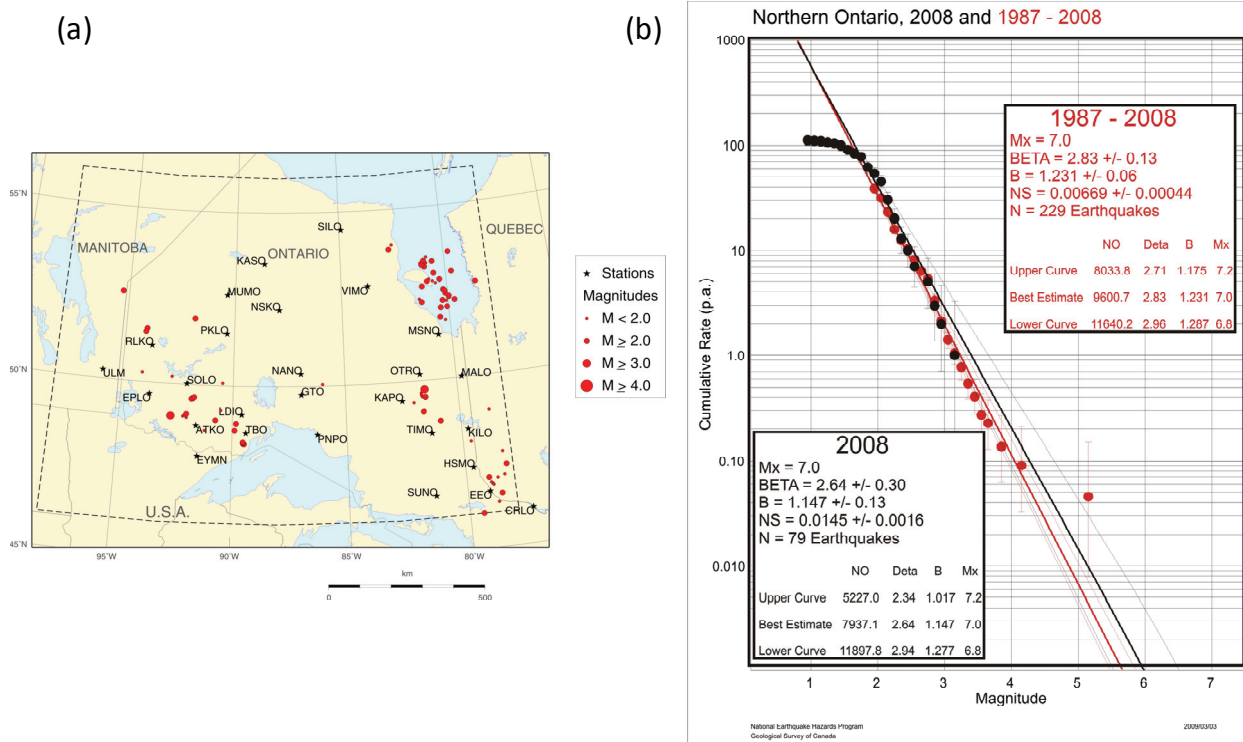 (a)
55°N
50°N
45°N
95°W
90°W
85°W
80°W
MANITOBA
ONTARIO
QUEBEC
U.S.A.
SILO
KASO
MUMO
NSKO
VIMO
PKLO
MSNO
RLKO
ULM
SOLO
NANO
OTRO
MALO
EPLO
GTO
KAPO
LDIO
ATKO
TBO
PNPO
TIMO
KILO
EYMN
HSMO
SUNO
EEO
CRLO
km
0
500
Stations
Magnitudes
M < 2.0
M ≥ 2.0
M ≥ 3.0
M ≥ 4.0
(b)
Northern Ontario, 2008 and 1987 - 2008
1000
100
10
1.0
0.10
0.010
Cumulative Rate (p.a.)
1987 - 2008
Mx = 7.0
BETA = 2.83 +/- 0.13
B = 1.231 +/- 0.06
NS = 0.00669 +/- 0.00044
N = 229 Earthquakes
NO Deta B Mx
Upper Curve 8033.8 2.71 1.175 7.2
Best Estimate 9600.7 2.83 1.231 7.0
Lower Curve 11640.2 2.96 1.287 6.8
2008
Mx = 7.0
BETA = 2.64 +/- 0.30
B = 1.147 +/- 0.13
NS = 0.0145 +/- 0.0016
N = 79 Earthquakes
NO Deta B Mx
Upper Curve 5227.0 2.34 1.017 7.2
Best Estimate 7937.1 2.64 1.147 7.0
Lower Curve 11897.8 2.94 1.277 6.8
1 2 3 4 5 6 7
Magnitude
National Earthquake Hazards Program
Geological Survey of Canada
2009/03/03